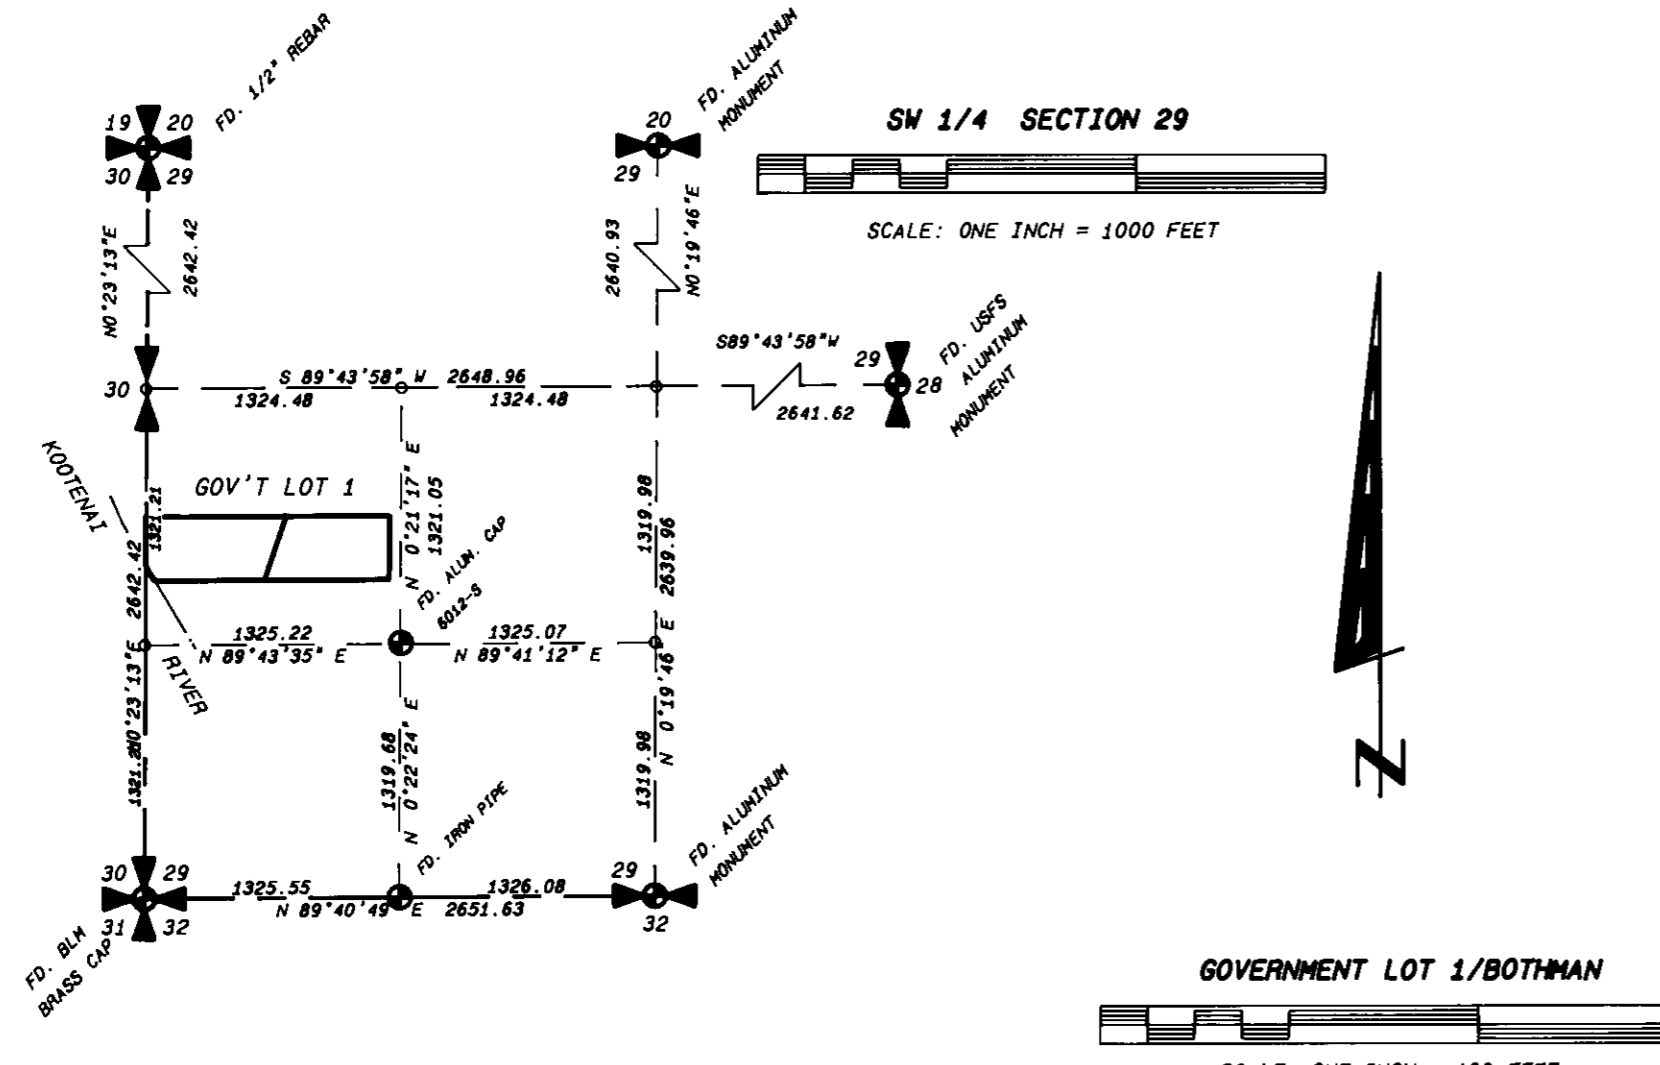 FD. 1/2" REBAR
19 20
30 29
FD. ALUMINUM
MONUMENT
20
29
SW 1/4 SECTION 29
SCALE: ONE INCH = 1000 FEET
N0°23'13"E
2642.42
2640.93
N0°19'46"E
S89°43'58"W
2641.62
29
28
FD. USFS
ALUMINUM
MONUMENT
30
S 89°43'58" W 2648.96
1324.48
1324.48
KOOTENAI
RIVER
GOV'T LOT 1
1321.21
2642.42
N 0°21'17" E
1321.05
FD. ALUM. CAP
6012-S
1319.98
2639.96
N 0°19'46" E
1325.22
N 89°43'35" E
1325.07
N 89°41'12" E
0°23'13"E
1319.68
N 0°22'24" E
1319.98
FD. IRON PIPE
FD. ALUMINUM
MONUMENT
30 29
31 32
1325.55
1326.08
N 89°40'49" E 2651.63
29
32
FD. BLM
BRASS CAP
N
GOVERNMENT LOT 1/BOTHMAN